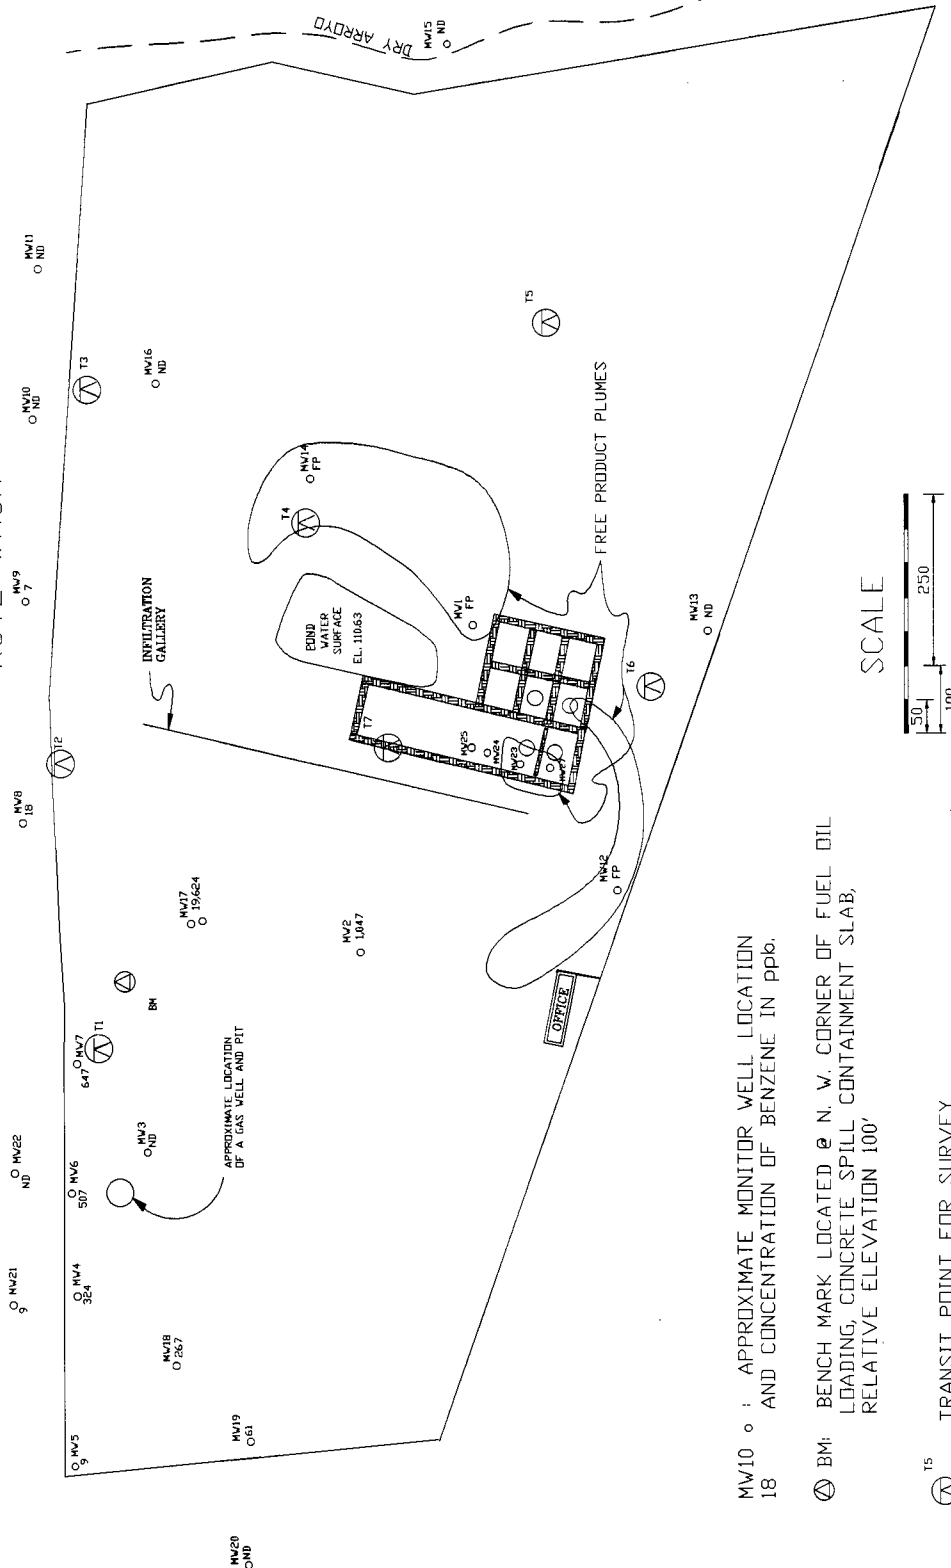 MW20
ND
MW5
9
MW19
61
MW18
267
MW21
9
MW4
324
MW22
ND
MW6
507
MW3
ND
APPROXIMATE LOCATION
OF A GAS WELL AND PIT
MW7
647
T1
BM
MW17
19,624
MW2
1,047
MW8
18
T2
INFILTRATION
GALLERY
MW9
7
MW10
ND
T3
MW11
ND
MW16
ND
MW14
FP
T4
POND
WATER
SURFACE
EL. 110.63
MW1
FP
T7
MW25
MW24
MW23
T6
T5
MW12
FP
MW13
ND
OFFICE
FREE PRODUCT PLUMES
DRY ARROYO
MW15
ND
MW10 o : APPROXIMATE MONITOR WELL LOCATION
18 AND CONCENTRATION OF BENZENE IN ppb.
BM: BENCH MARK LOCATED @ N. W. CORNER OF FUEL OIL
LOADING, CONCRETE SPILL CONTAINMENT SLAB,
RELATIVE ELEVATION 100'
T5
TRANSIT POINT FOR SURVEY
SCALE
50
100
250